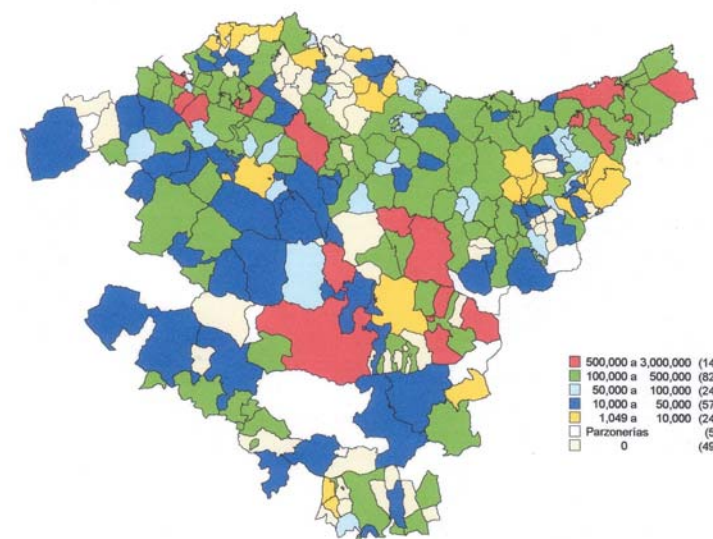 500,000 a 3,000,000 (14
100,000 a 500,000 (82
50,000 a 100,000 (24
10,000 a 50,000 (57
1,049 a 10,000 (24
Parzonerías (5
0 (49